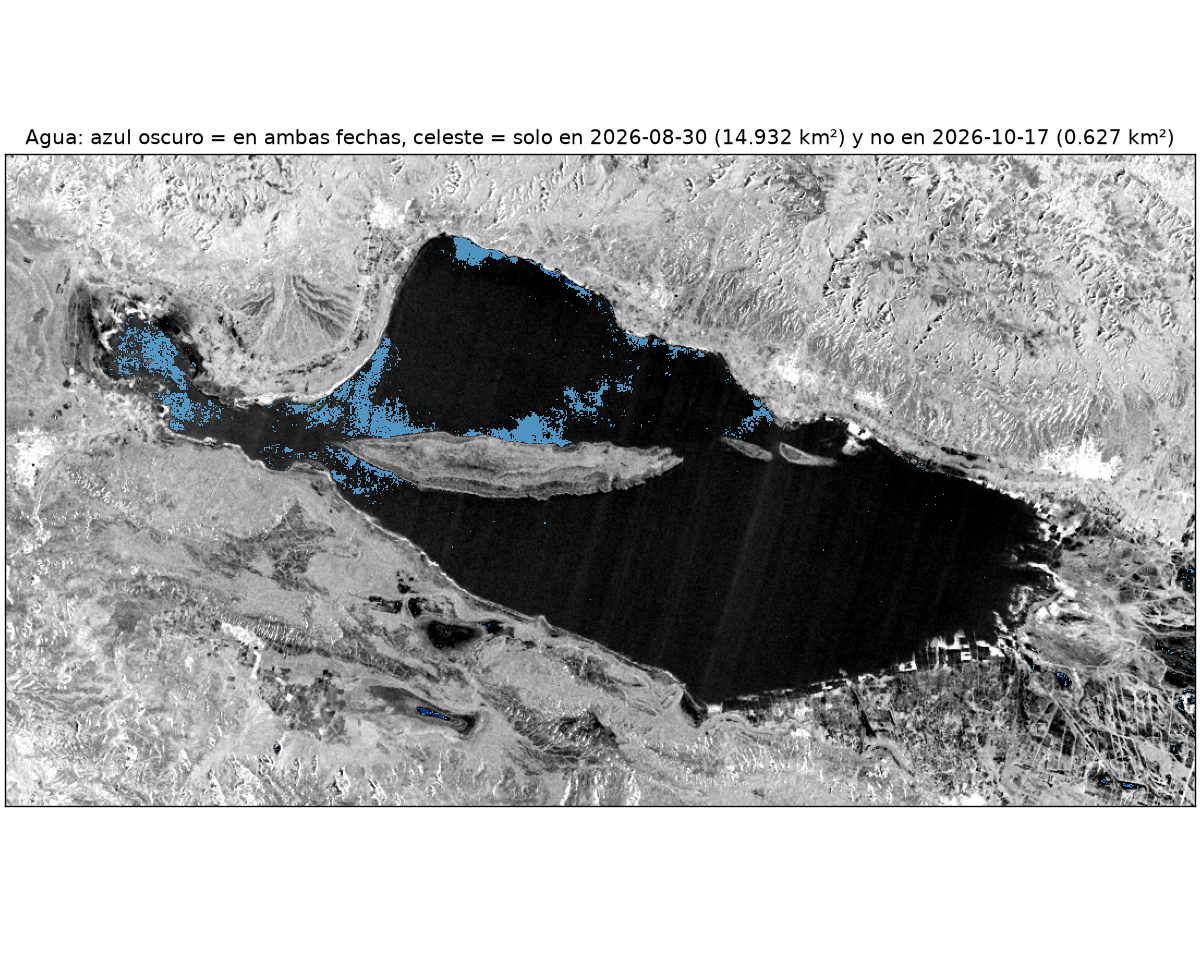 Agua: azul oscuro = en ambas fechas, celeste = solo en 2026-08-30 (14.932 km²) y no en 2026-10-17 (0.627 km²)